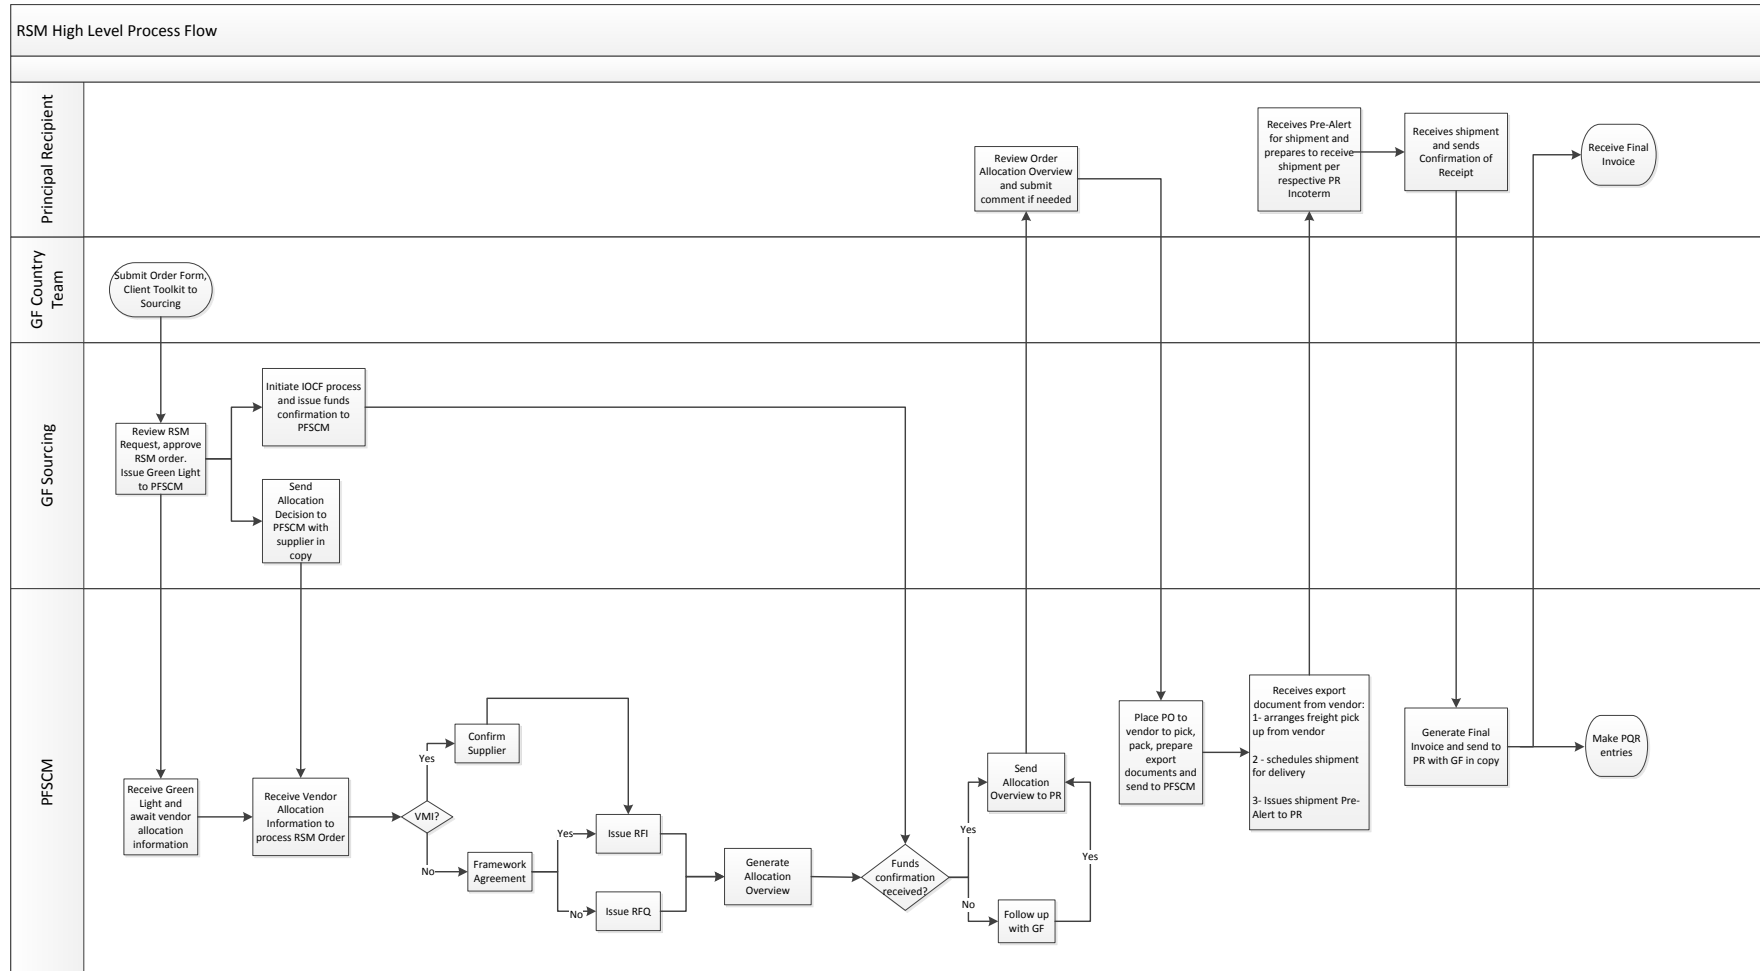 RSM High Level Process Flow
Principal Recipient
Review Order
Allocation Overview
and submit
comment if needed
Receives Pre-Alert
for shipment and
prepares to receive
shipment per
respective PR
Incoterm
Receives shipment
and sends
Confirmation of
Receipt
Receive Final
Invoice
GF Country
Team
Submit Order Form,
Client Toolkit to
Sourcing
GF Sourcing
Review RSM
Request, approve
RSM order.
Issue Green Light
to PFSCM
Initiate IOCF process
and issue funds
confirmation to
PFSCM
Send
Allocation
Decision to
PFSCM with
supplier in
copy
PFSCM
Receive Green
Light and
await vendor
allocation
information
Receive Vendor
Allocation
Information to
process RSM Order
VMI?
Yes
No
Confirm
Supplier
Framework
Agreement
Yes
No
Issue RFI
Issue RFQ
Generate
Allocation
Overview
Funds
confirmation
received?
Yes
No
Send
Allocation
Overview to PR
Follow up
with GF
Yes
Place PO to
vendor to pick,
pack, prepare
export
documents and
send to PFSCM
Receives export
document from vendor:
1- arranges freight pick
up from vendor
2 - schedules shipment
for delivery
3- Issues shipment Pre-
Alert to PR
Generate Final
Invoice and send to
PR with GF in copy
Make PQR
entries